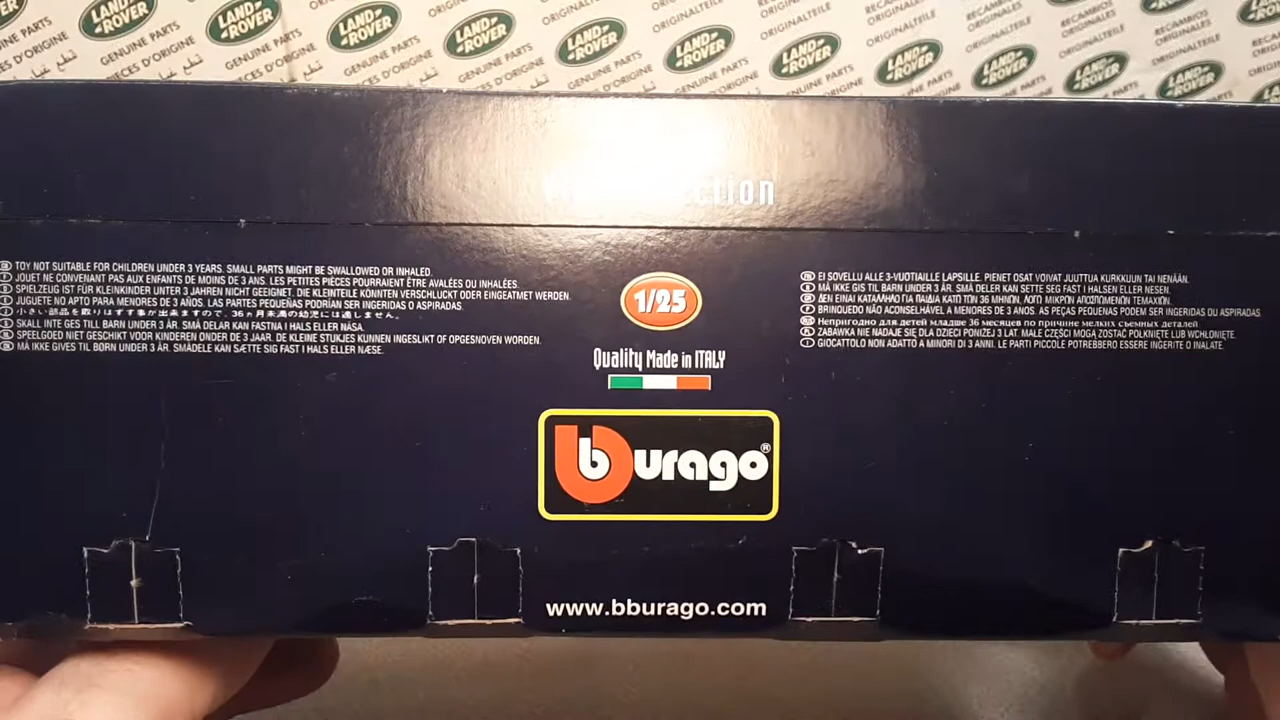 LAND ROVER
GENUINE PARTS
ORIGINALTEILE
RECAMBIOS
PIÈCES D'ORIGINE
ction
TOY NOT SUITABLE FOR CHILDREN UNDER 3 YEARS. SMALL PARTS MIGHT BE SWALLOWED OR INHALED.
JOUET NE CONVENANT PAS AUX ENFANTS DE MOINS DE 3 ANS. LES PETITES PIÈCES POURRAIENT ÊTRE AVALÉES OU INHALÉES.
SPIELZEUG IST FÜR KLEINKINDER UNTER 3 JAHREN NICHT GEEIGNET. DIE KLEINTEILE KÖNNTEN VERSCHLUCKT ODER EINGEATMET WERDEN.
JUGUETE NO APTO PARA MENORES DE 3 AÑOS. LAS PARTES PEQUEÑAS PODRÍAN SER INGERIDAS O ASPIRADAS.
小さい部品を取りはずす事が出来ますので、36ヵ月未満の幼児には適しません。
SKALL INTE GES TILL BARN UNDER 3 ÅR. SMÅ DELAR KAN FASTNA I HALS ELLER NÄSA.
SPEELGOED NIET GESCHIKT VOOR KINDEREN ONDER DE 3 JAAR. DE KLEINE STUKJES KUNNEN INGESLIKT OF OPGESNOVEN WORDEN.
MÅ IKKE GIVES TIL BØRN UNDER 3 ÅR. SMÅDELE KAN SÆTTE SIG FAST I HALS ELLER NÆSE.
1/25
Quality Made in ITALY
bburago®
www.bburago.com
EI SOVELLU ALLE 3-VUOTIAILLE LAPSILLE. PIENET OSAT VOIVAT JUUTTUA KURKKUUN TAI NENÄÄN.
MÅ IKKE GIS TIL BARN UNDER 3 ÅR. SMÅ DELER KAN SETTE SEG FAST I HALSEN ELLER NESEN.
ΔΕΝ ΕΙΝΑΙ ΚΑΤΑΛΛΗΛΟ ΓΙΑ ΠΑΙΔΙΑ ΚΑΤΩ ΤΩΝ 36 ΜΗΝΩΝ. ΛΟΓΩ ΜΙΚΡΩΝ ΑΠΟΣΠΩΜΕΝΩΝ ΤΕΜΑΧΙΩΝ.
BRINQUEDO NÃO ACONSELHÁVEL A MENORES DE 3 ANOS. AS PEÇAS PEQUENAS PODEM SER INGERIDAS OU ASPIRADAS.
Непригодно для детей младше 36 месяцев по причине мелких съемных деталей
ZABAWKA NIE NADAJE SIĘ DLA DZIECI PONIŻEJ 3 LAT. MAŁE CZĘŚCI MOGĄ ZOSTAĆ POŁKNIĘTE LUB WCHŁONIĘTE.
GIOCATTOLO NON ADATTO A MINORI DI 3 ANNI. LE PARTI PICCOLE POTREBBERO ESSERE INGERITE O INALATE.